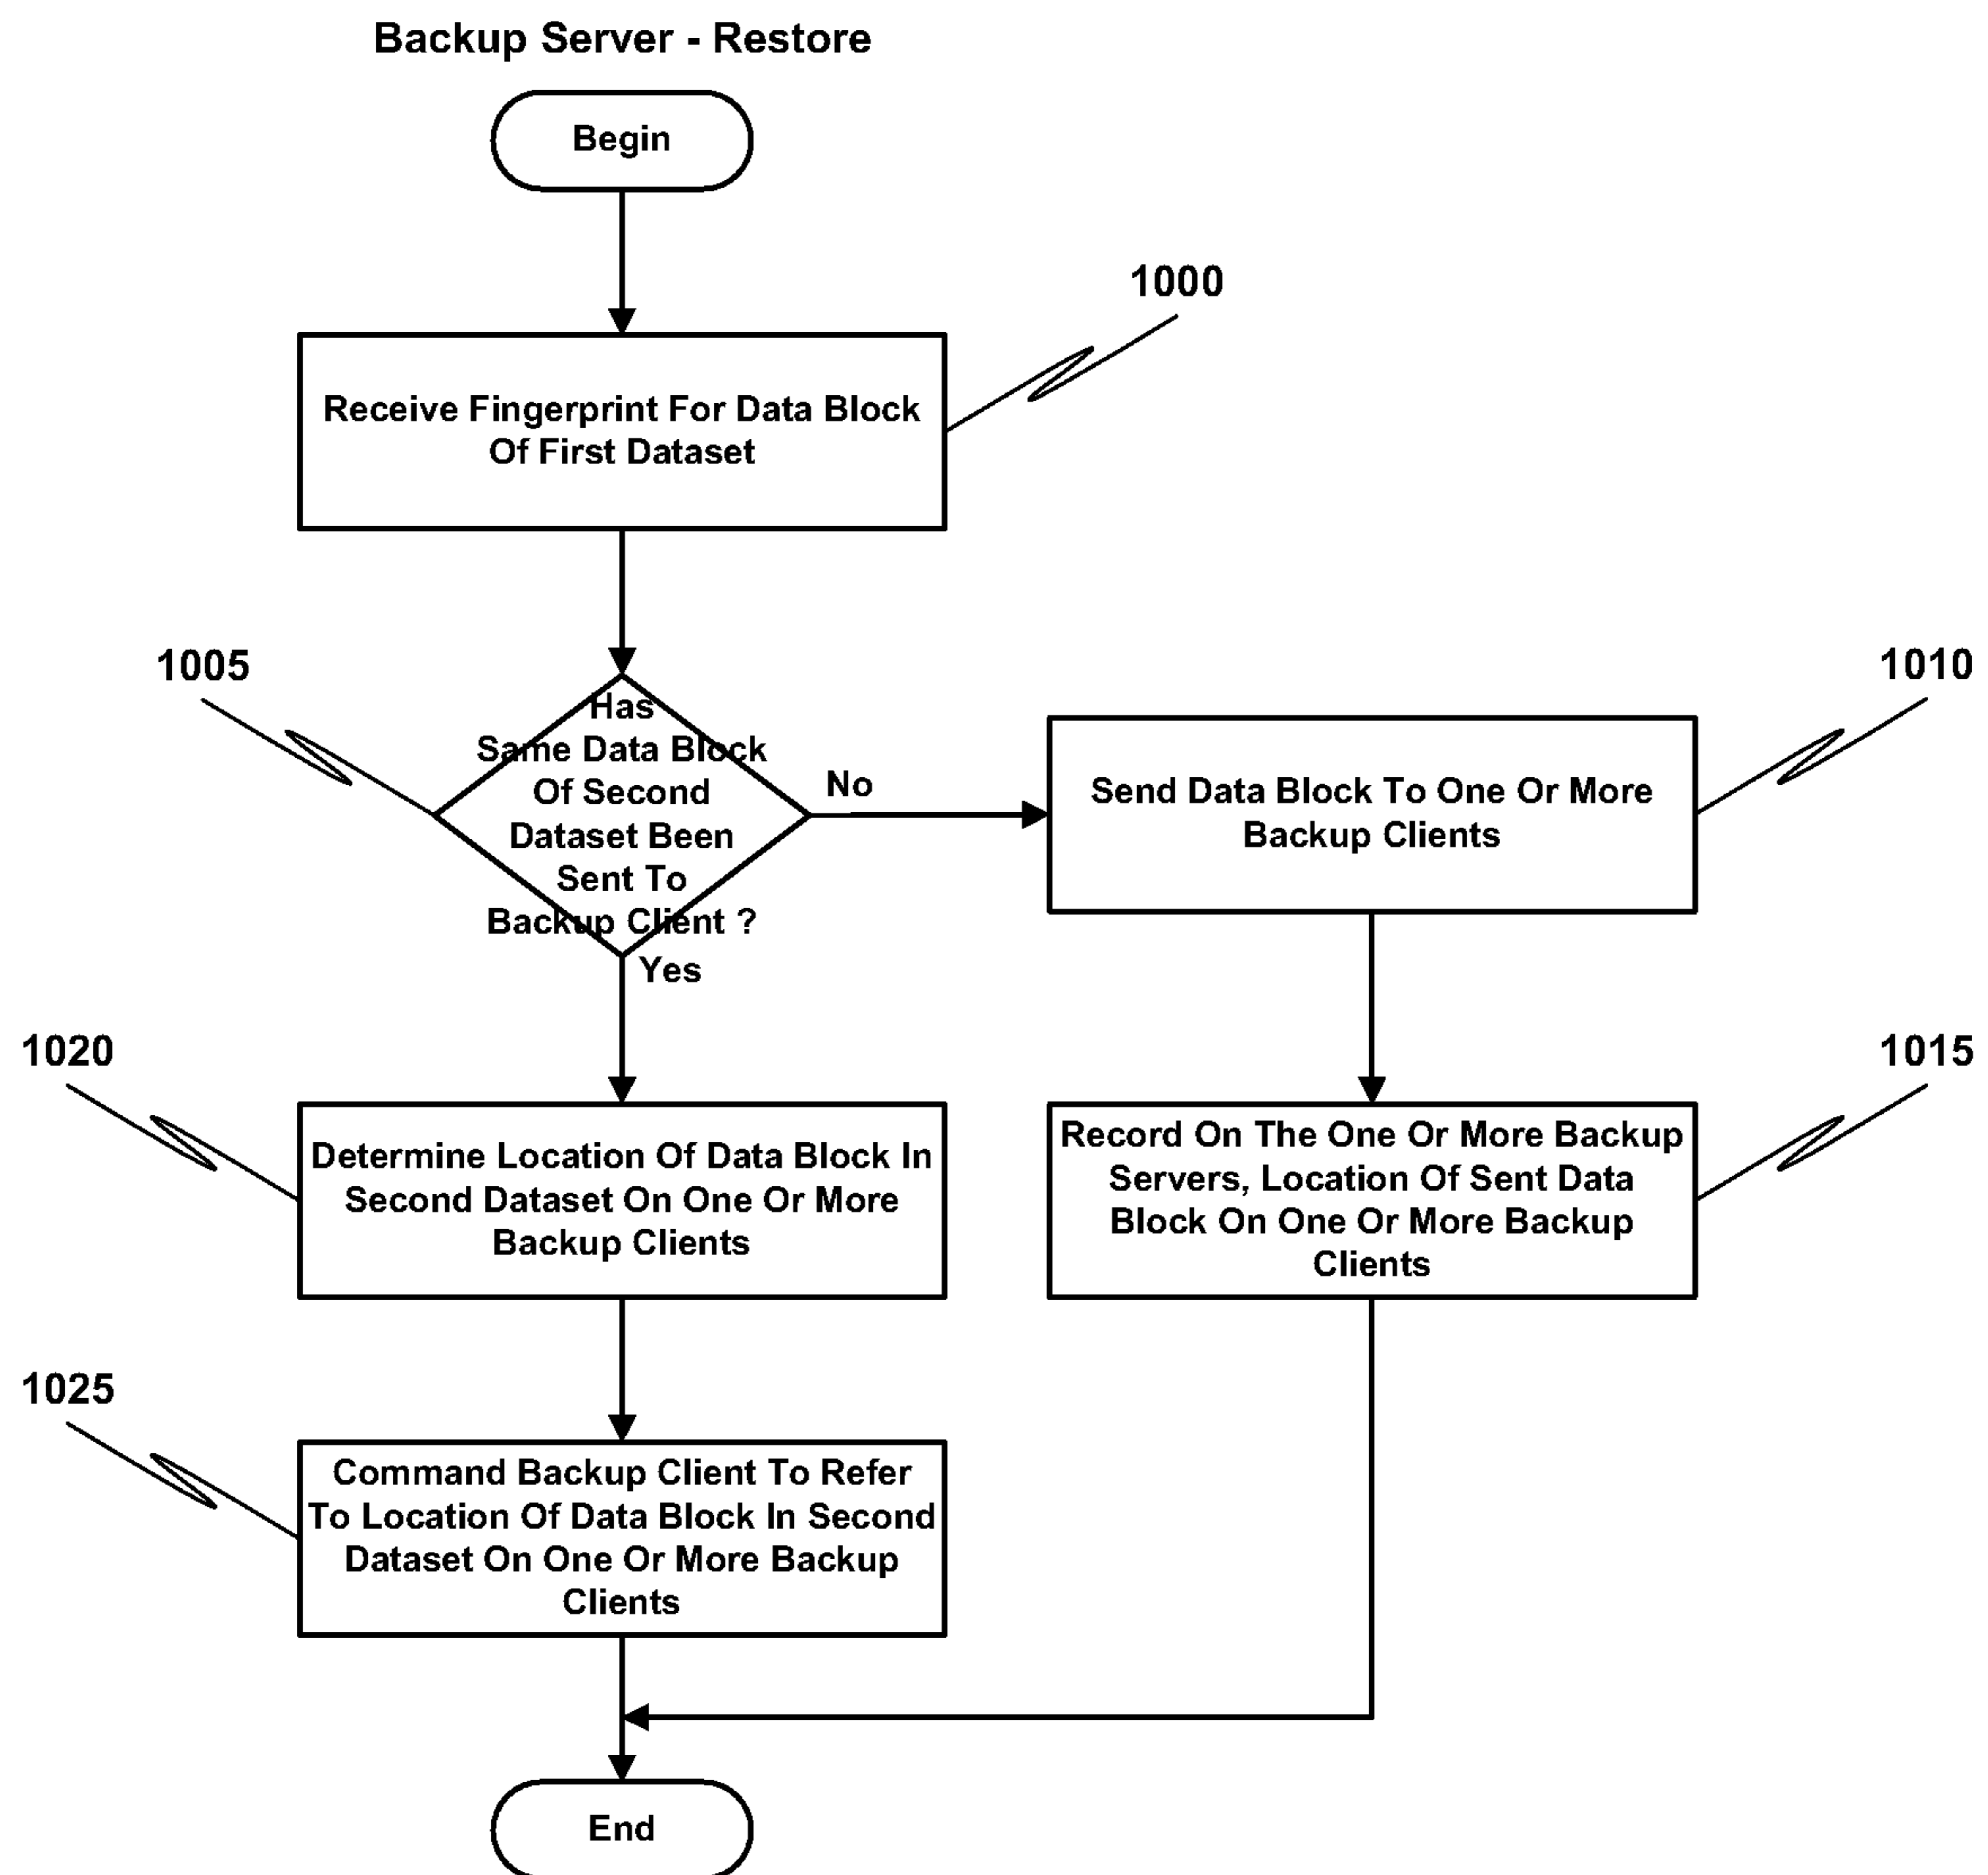 Backup Server - Restore
Begin
1000
Receive Fingerprint For Data Block
Of First Dataset
1005
Has
Same Data Block
Of Second
Dataset Been
Sent To
Backup Client ?
No
Yes
1010
Send Data Block To One Or More
Backup Clients
1020
Determine Location Of Data Block In
Second Dataset On One Or More
Backup Clients
1015
Record On The One Or More Backup
Servers, Location Of Sent Data
Block On One Or More Backup
Clients
1025
Command Backup Client To Refer
To Location Of Data Block In Second
Dataset On One Or More Backup
Clients
End